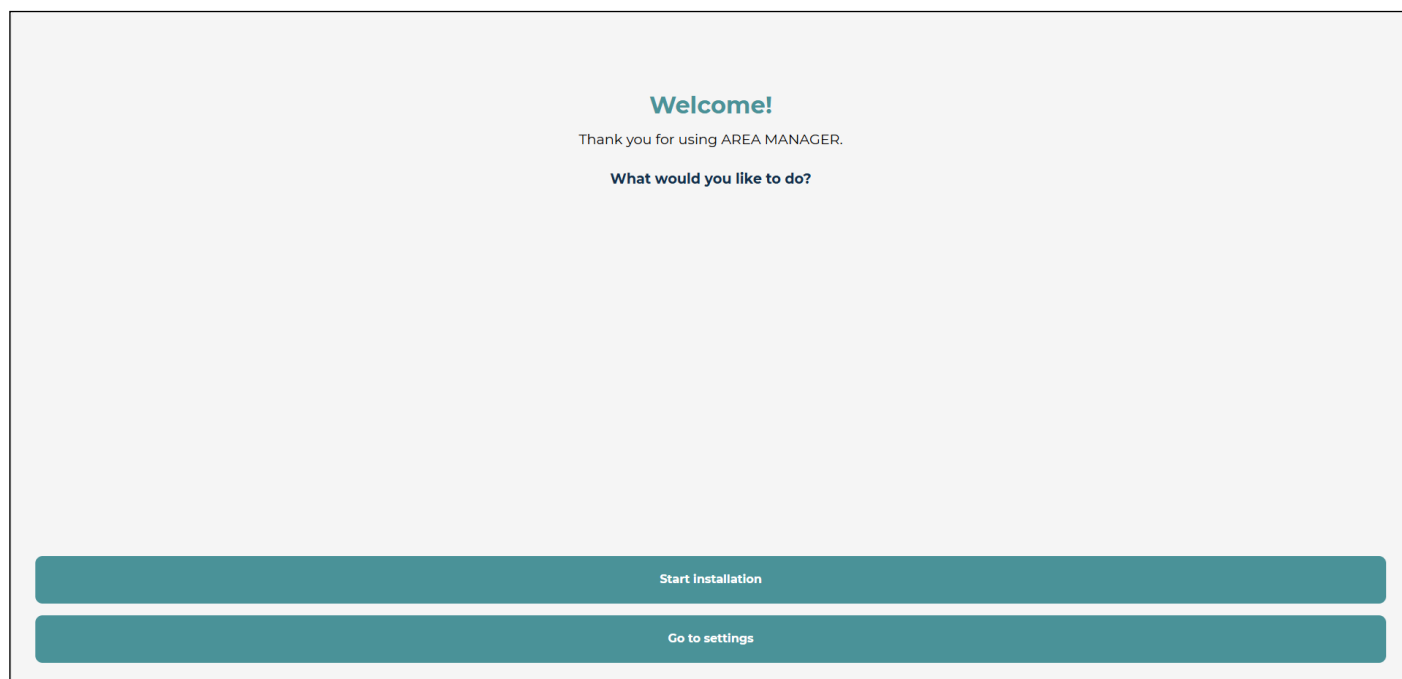 Welcome!
Thank you for using AREA MANAGER.
What would you like to do?
Start installation
Go to settings